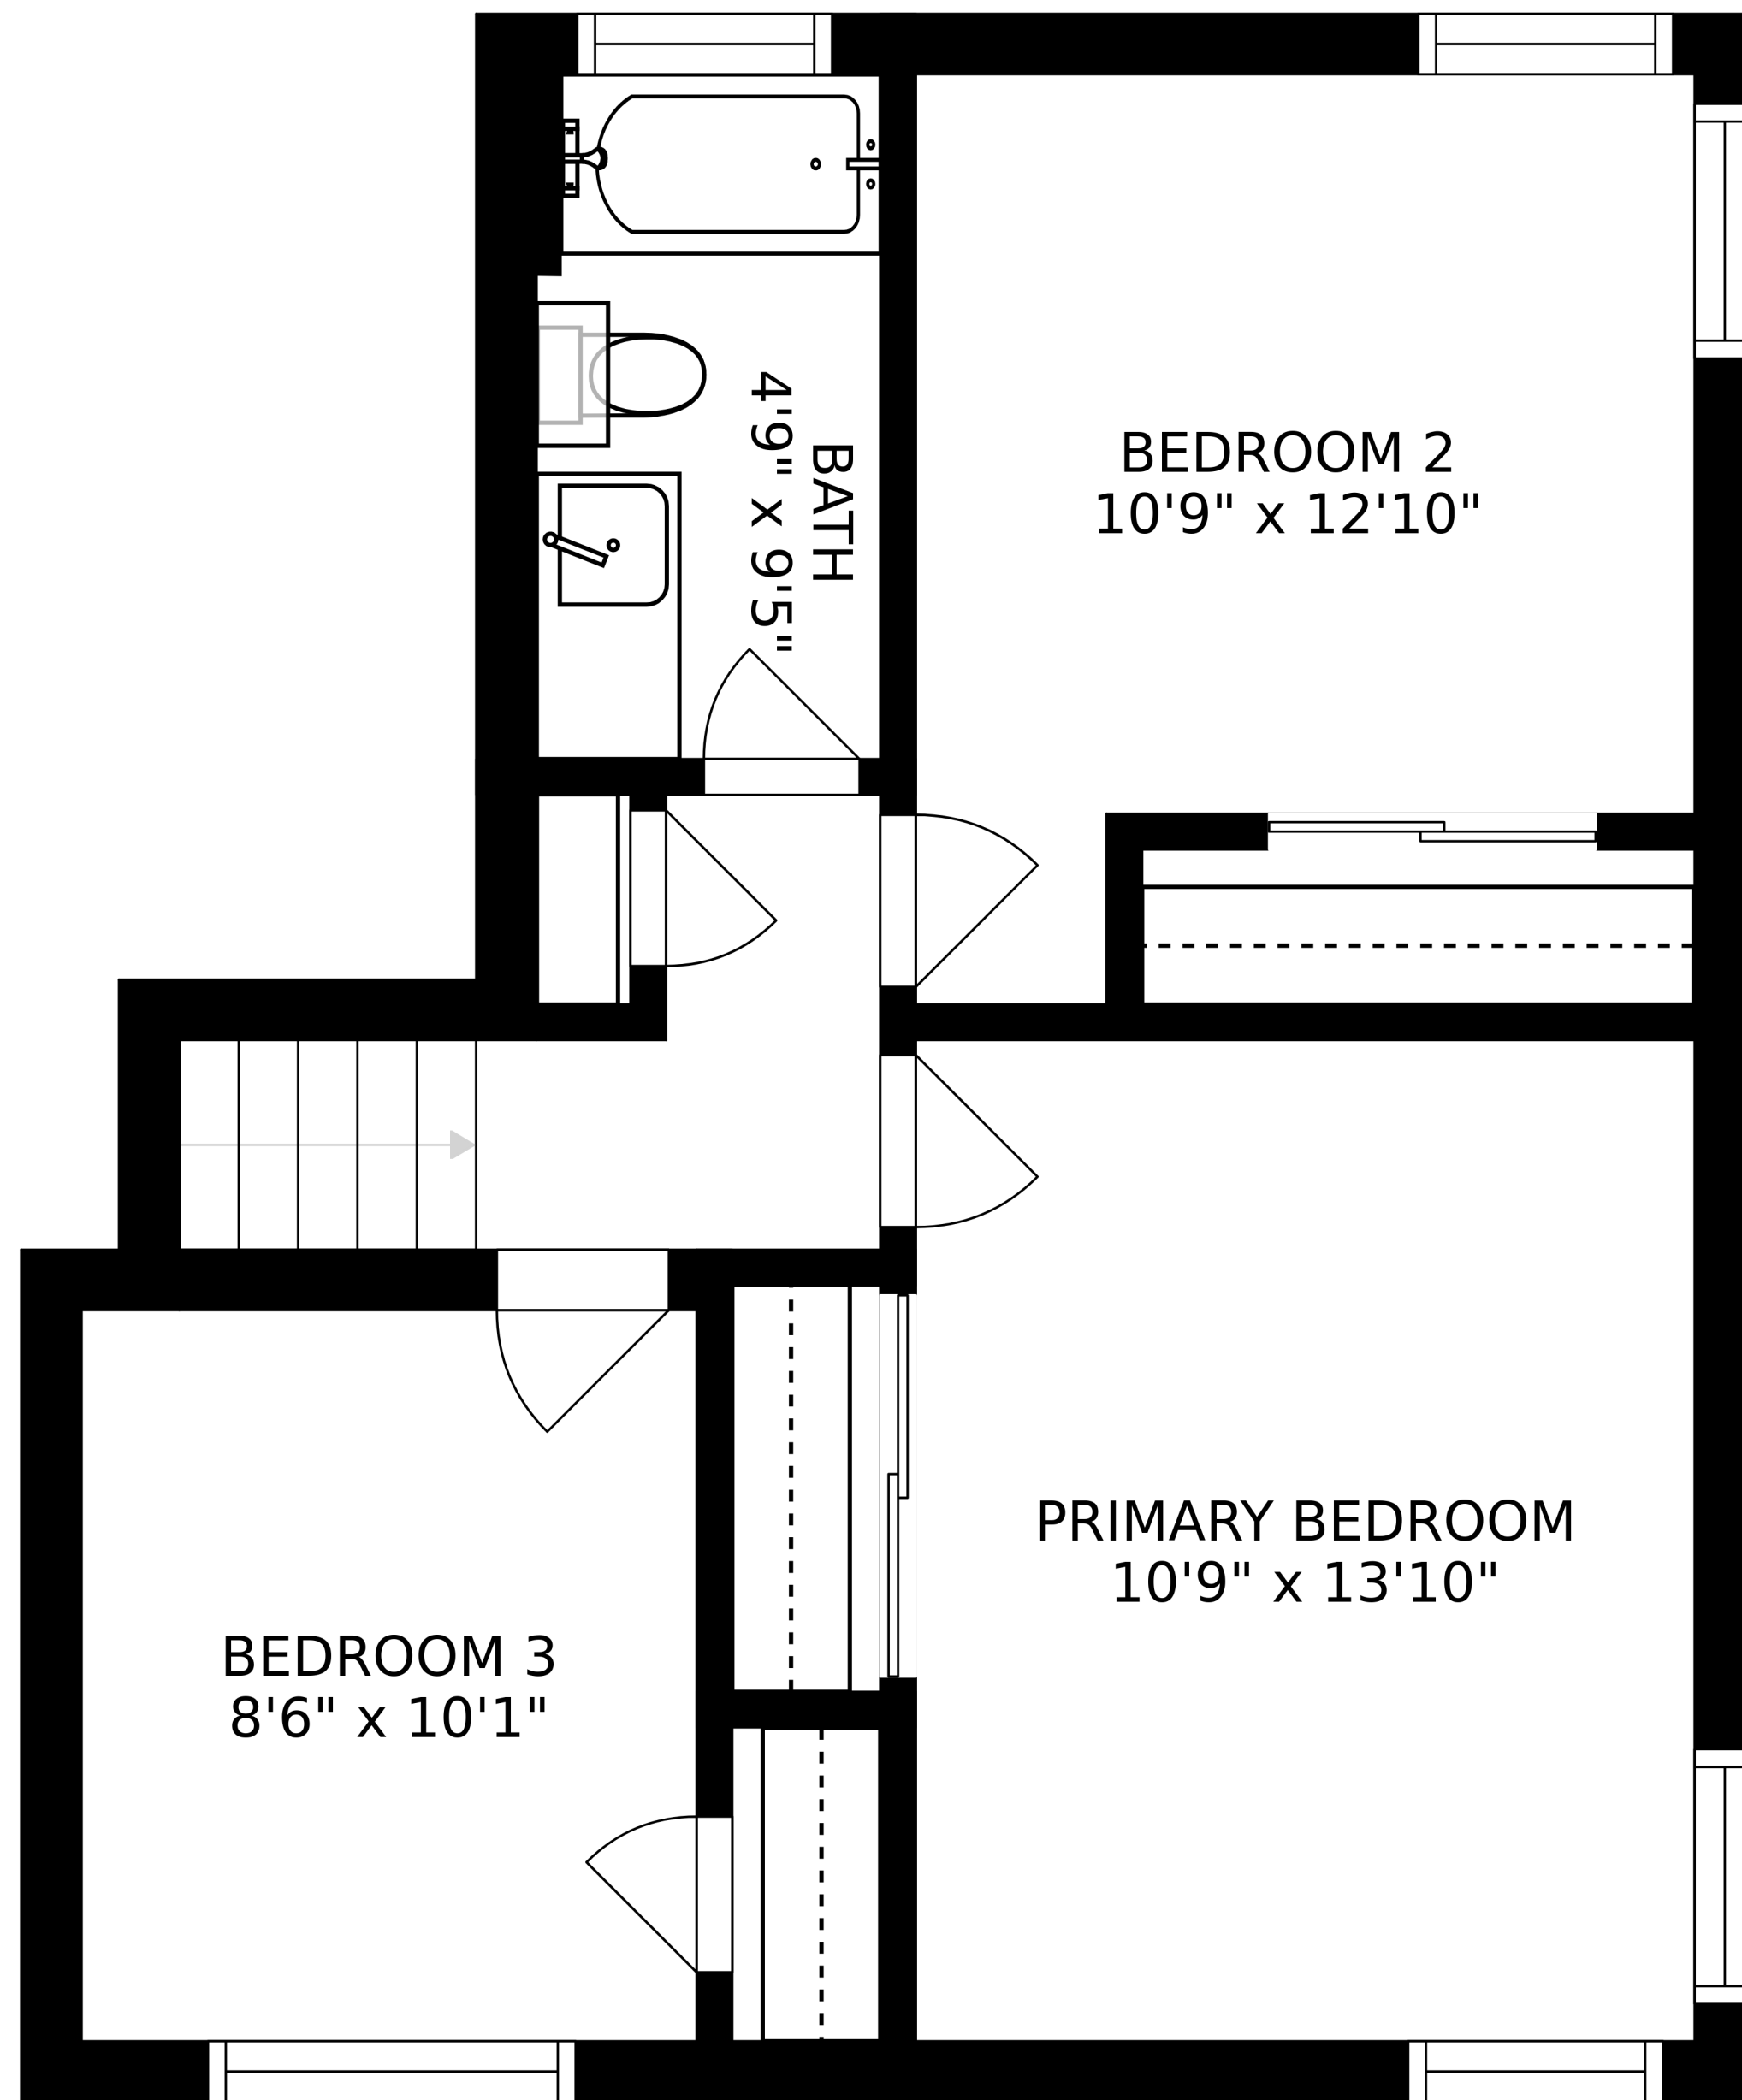 BATH
4'9" x 9'5"
BEDROOM 2
10'9" x 12'10"
PRIMARY BEDROOM
10'9" x 13'10"
BEDROOM 3
8'6" x 10'1"